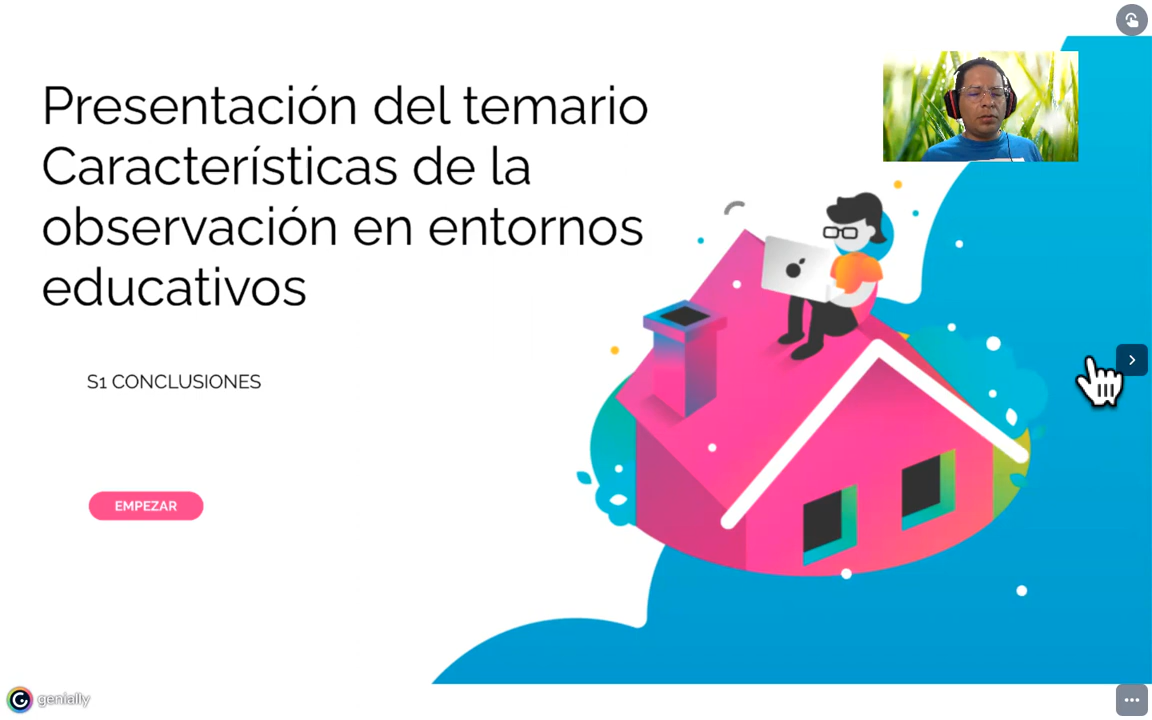 Presentación del temario
Características de la
observación en entornos
educativos
S1 CONCLUSIONES
EMPEZAR
genially